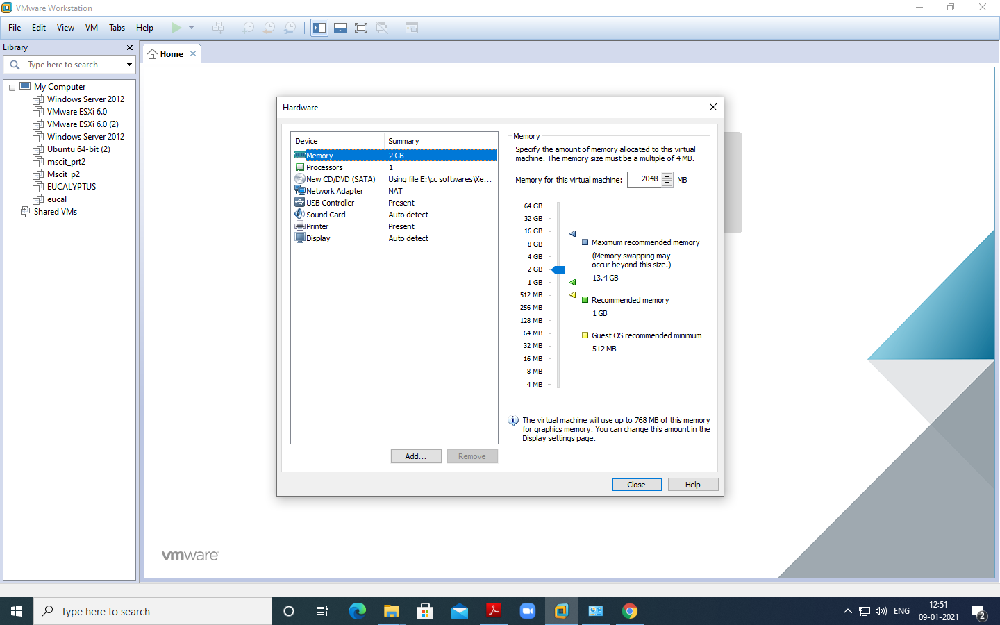 VMware Workstation
File Edit View VM Tabs Help
Library
Type here to search
Home
My Computer
Windows Server 2012
VMware ESXi 6.0
VMware ESXi 6.0 (2)
Windows Server 2012
Ubuntu 64-bit (2)
mscit_prt2
Mscit_p2
EUCALYPTUS
eucal
Shared VMs
Hardware
Device Summary
Memory 2 GB
Processors 1
New CD/DVD (SATA) Using file E:\cc softwares\Xe...
Network Adapter NAT
USB Controller Present
Sound Card Auto detect
Printer Present
Display Auto detect
Add...
Remove
Memory
Specify the amount of memory allocated to this virtual
machine. The memory size must be a multiple of 4 MB.
Memory for this virtual machine: 2048 MB
64 GB
32 GB
16 GB
8 GB
4 GB
2 GB
1 GB
512 MB
256 MB
128 MB
64 MB
32 MB
16 MB
8 MB
4 MB
Maximum recommended memory
(Memory swapping may
occur beyond this size.)
13.4 GB
Recommended memory
1 GB
Guest OS recommended minimum
512 MB
The virtual machine will use up to 768 MB of this memory
for graphics memory. You can change this amount in the
Display settings page.
Close
Help
vmware
Type here to search
ENG
12:51
09-01-2021
2